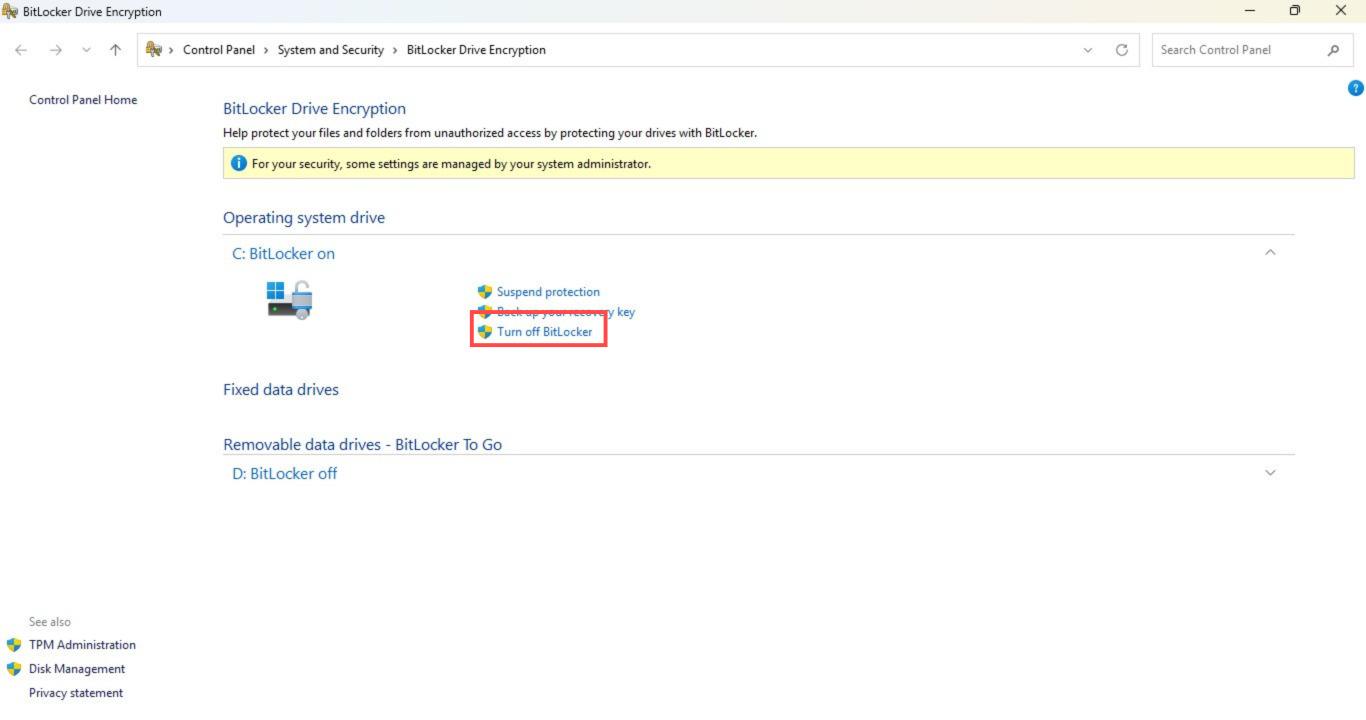 BitLocker Drive Encryption
Control Panel > System and Security > BitLocker Drive Encryption
Search Control Panel
Control Panel Home
BitLocker Drive Encryption
Help protect your files and folders from unauthorized access by protecting your drives with BitLocker.
For your security, some settings are managed by your system administrator.
Operating system drive
C: BitLocker on
Suspend protection
Back up your recovery key
Turn off BitLocker
Fixed data drives
Removable data drives - BitLocker To Go
D: BitLocker off
See also
TPM Administration
Disk Management
Privacy statement